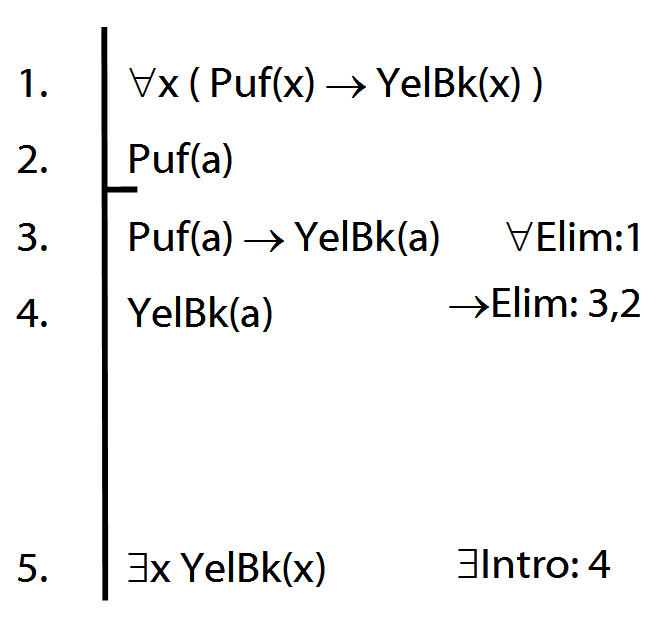 1. ∀x ( Puf(x) → YelBk(x) )
2. Puf(a)
3. Puf(a) → YelBk(a) ∀Elim:1
4. YelBk(a) →Elim: 3,2
5. ∃x YelBk(x) ∃Intro: 4